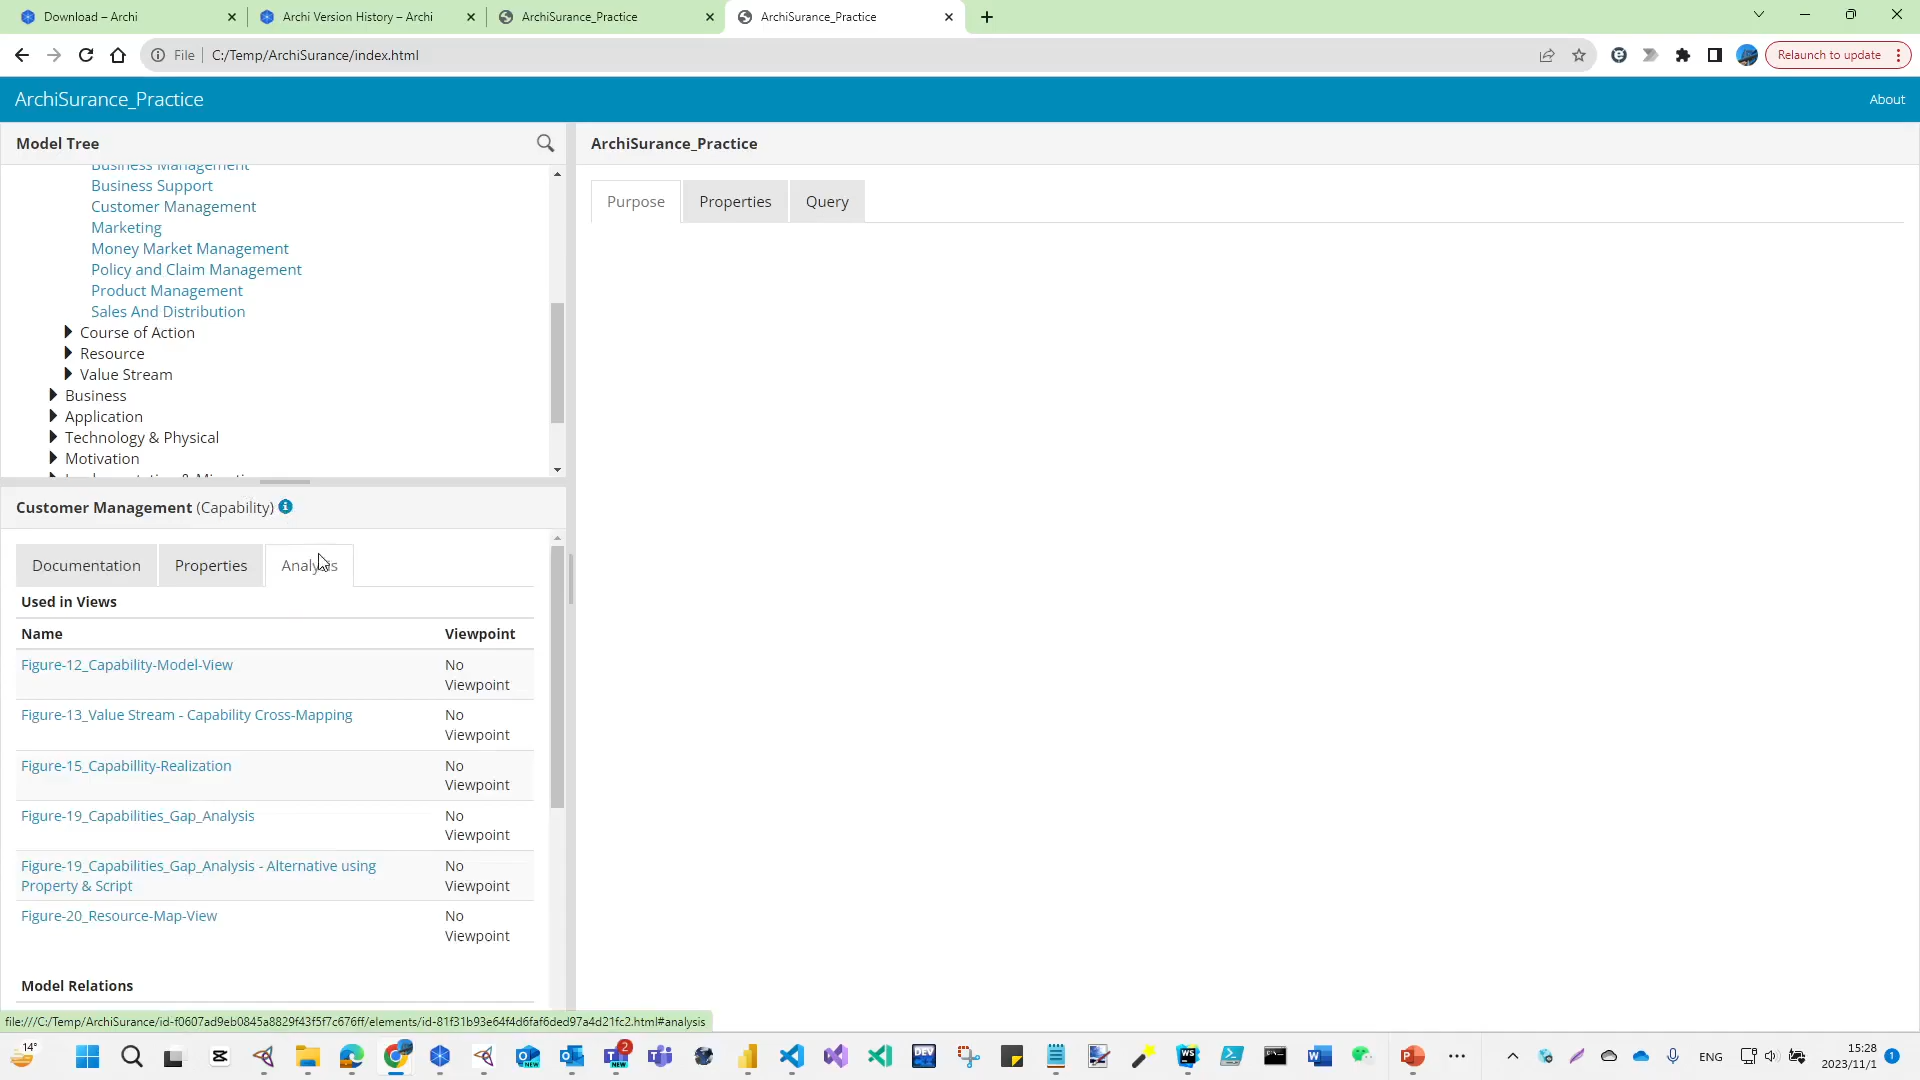 Download – Archi
Archi Version History – Archi
ArchiSurance_Practice
ArchiSurance_Practice
File
C:/Temp/ArchiSurance/index.html
Relaunch to update
ArchiSurance_Practice
About
Model Tree
Business Management
Business Support
Customer Management
Marketing
Money Market Management
Policy and Claim Management
Product Management
Sales And Distribution
Course of Action
Resource
Value Stream
Business
Application
Technology & Physical
Motivation
Customer Management (Capability)
Documentation
Properties
Analysis
Used in Views
Name
Viewpoint
Figure-12_Capability-Model-View
No
Viewpoint
Figure-13_Value Stream - Capability Cross-Mapping
No
Viewpoint
Figure-15_Capabillity-Realization
No
Viewpoint
Figure-19_Capabilities_Gap_Analysis
No
Viewpoint
Figure-19_Capabilities_Gap_Analysis - Alternative using
Property & Script
No
Viewpoint
Figure-20_Resource-Map-View
No
Viewpoint
Model Relations
ArchiSurance_Practice
Purpose
Properties
Query
file:///C:/Temp/ArchiSurance/id-f0607ad9eb0845a8829f43f5f7c676ff/elements/id-81f31b93e64f4d6faf6ded97a4d21fc2.html#analysis
14°
NEW
2
NEW
DEV
WS
ENG
15:28
2023/11/1
1